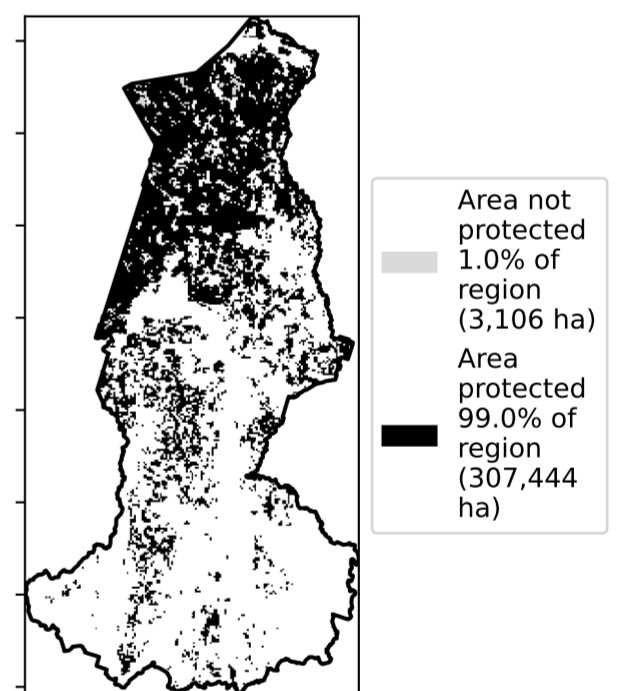 Area not
protected
1.0% of
region
(3,106 ha)
Area
protected
99.0% of
region
(307,444
ha)